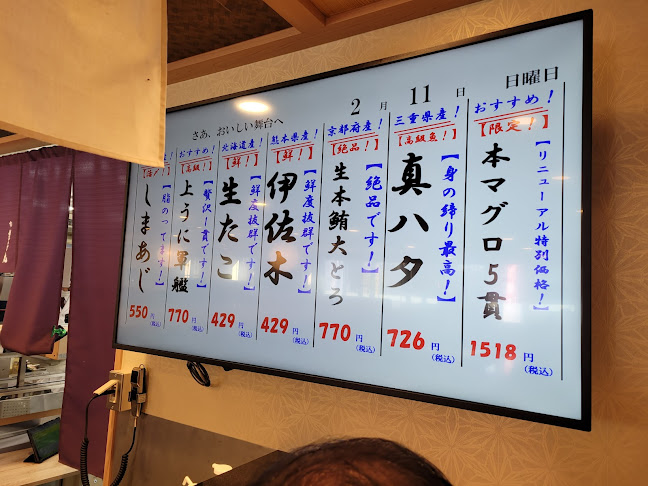 さあ、おいしい舞台へ
2月11日 日曜日
おすすめ!
【限定!】
本マグロ5貫
【リニューアル特別価格!】
1518円
(税込)
三重県産!
【高級魚!】
真ハタ
【身の締り最高!】
726円
(税込)
京都府産!
【絶品!】
生本鮪大とろ
【絶品です!】
770円
(税込)
熊本県産!
【鮮!】
伊佐木
【鮮度抜群です!】
429円
(税込)
北海道産!
【鮮!】
生たこ
【鮮度抜群です!】
429円
(税込)
おすすめ!
【高級!】
上うに軍艦
【贅沢一貫です!】
770円
(税込)
しまあじ
550円
(税込)